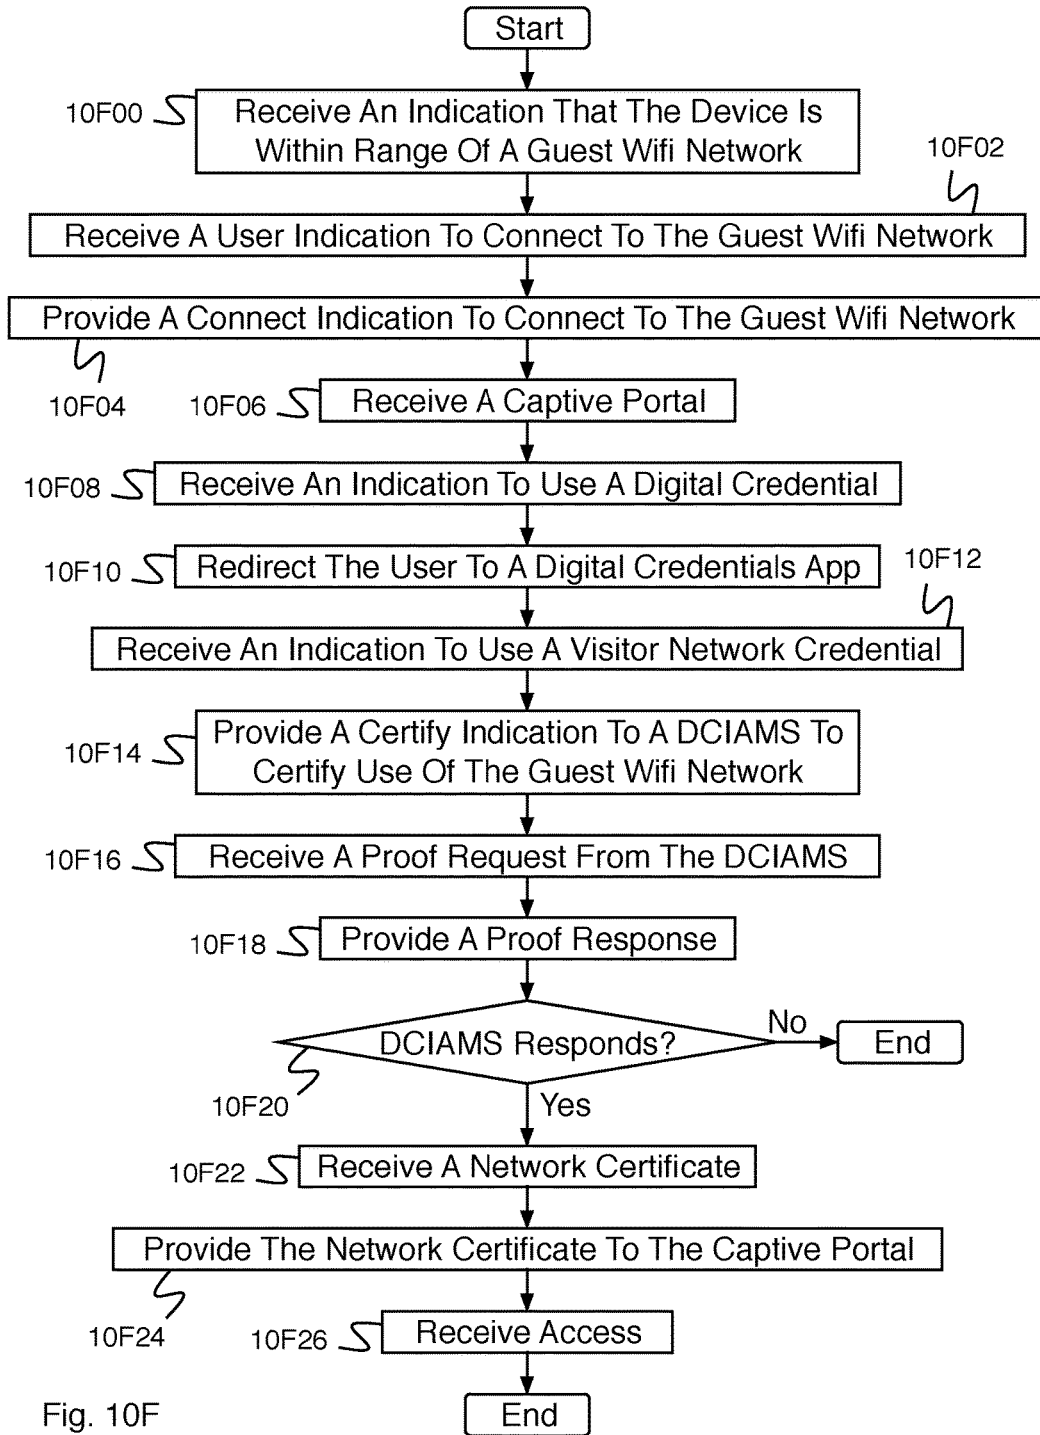 Start
10F00
Receive An Indication That The Device Is
Within Range Of A Guest Wifi Network
10F02
Receive A User Indication To Connect To The Guest Wifi Network
Provide A Connect Indication To Connect To The Guest Wifi Network
10F04
10F06
Receive A Captive Portal
10F08
Receive An Indication To Use A Digital Credential
10F10
Redirect The User To A Digital Credentials App
10F12
Receive An Indication To Use A Visitor Network Credential
10F14
Provide A Certify Indication To A DCIAMS To
Certify Use Of The Guest Wifi Network
10F16
Receive A Proof Request From The DCIAMS
10F18
Provide A Proof Response
DCIAMS Responds?
No
End
10F20
Yes
10F22
Receive A Network Certificate
Provide The Network Certificate To The Captive Portal
10F24
10F26
Receive Access
End
Fig. 10F